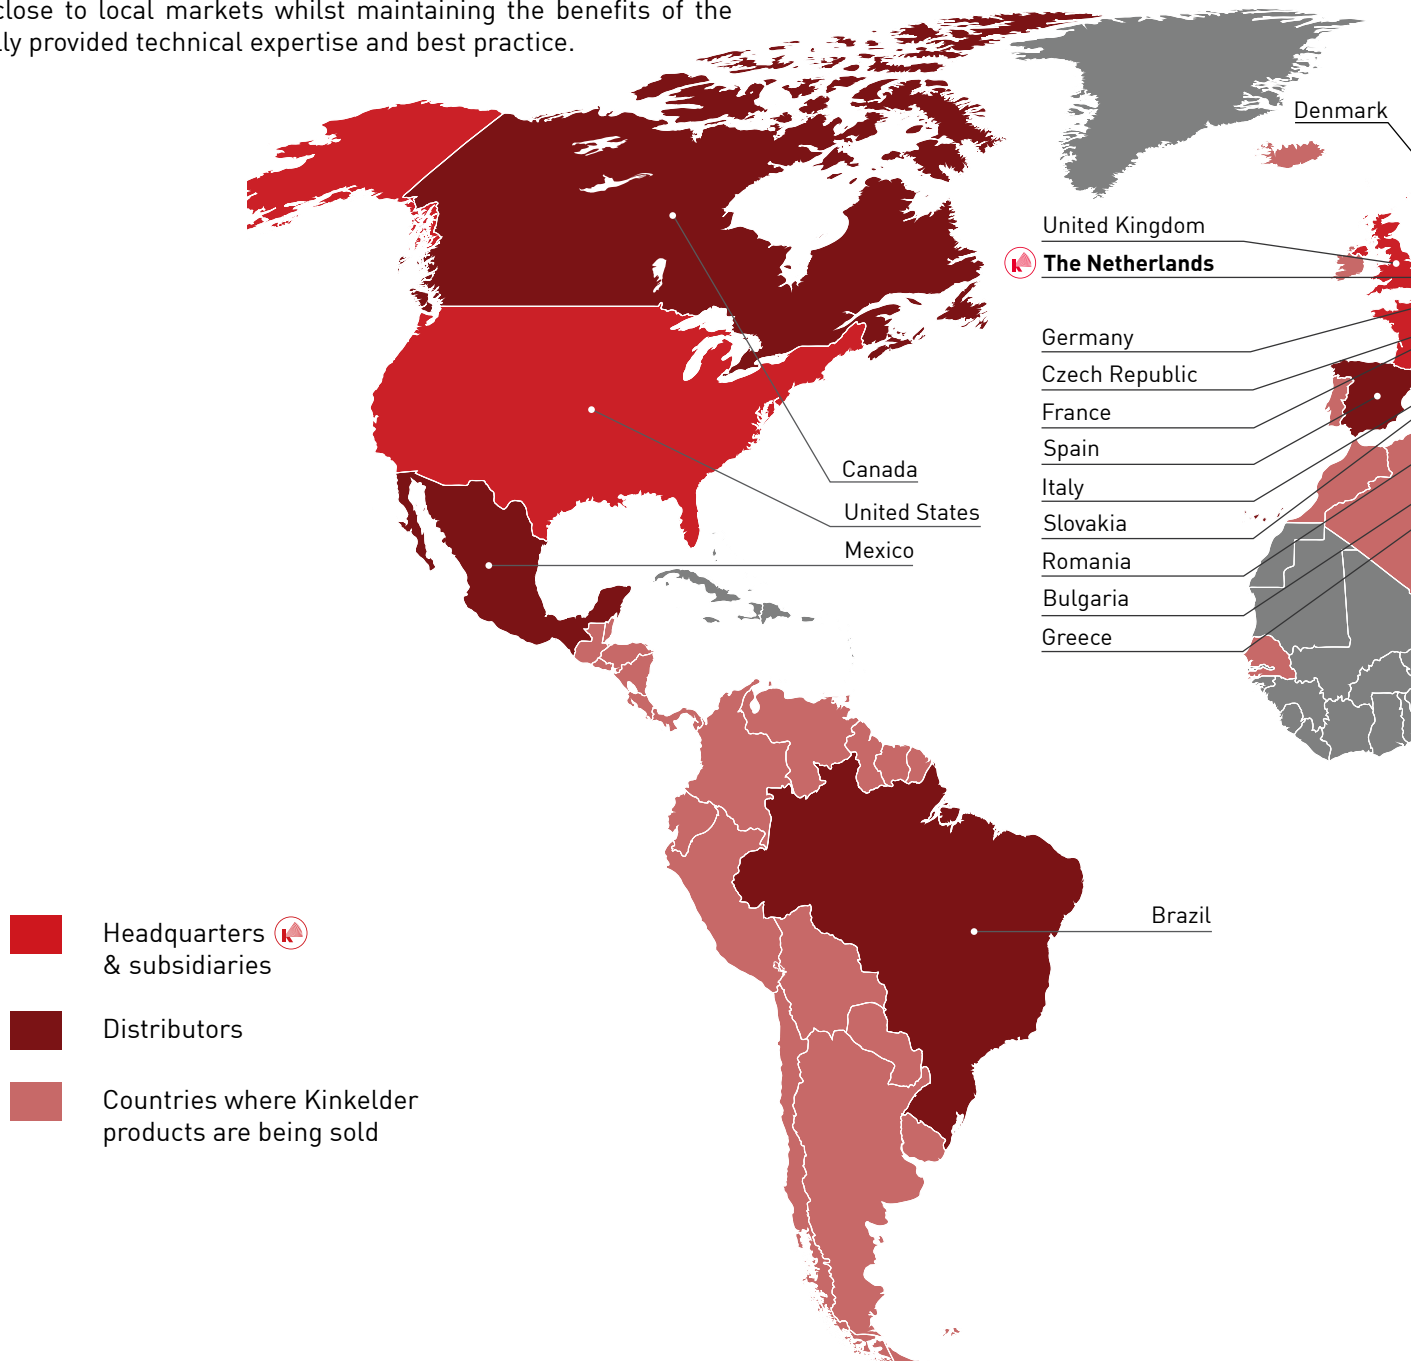 close to local markets whilst maintaining the benefits of the
provided technical expertise and best practice.
Denmark
United Kingdom
The Netherlands
Germany
Czech Republic
France
Spain
Italy
Slovakia
Romania
Bulgaria
Greece
Canada
United States
Mexico
Brazil
Headquarters
& subsidiaries
Distributors
Countries where Kinkelder
products are being sold